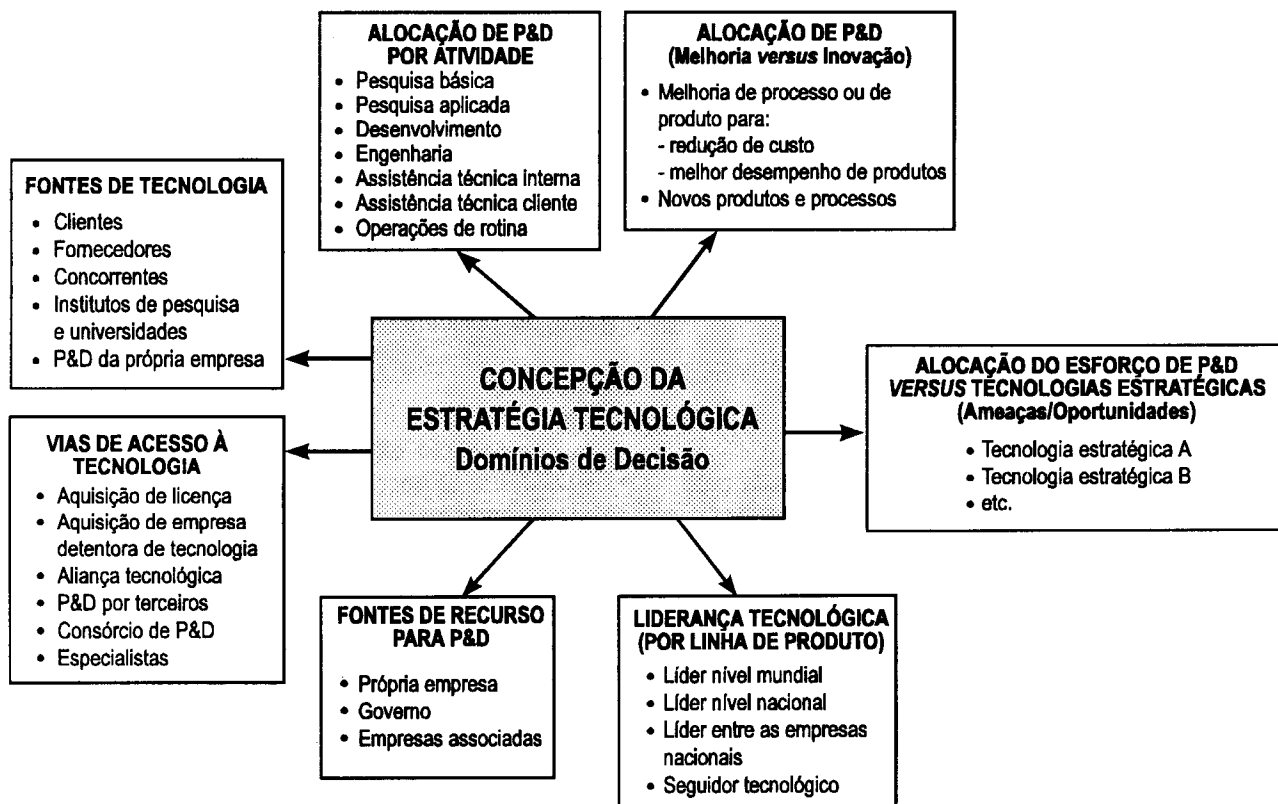 ALOCAÇÃO DE P&D
POR ATIVIDADE
• Pesquisa básica
• Pesquisa aplicada
• Desenvolvimento
• Engenharia
• Assistência técnica interna
• Assistência técnica cliente
• Operações de rotina
ALOCAÇÃO DE P&D
(Melhoria versus Inovação)
• Melhoria de processo ou de
produto para:
- redução de custo
- melhor desempenho de produtos
• Novos produtos e processos
FONTES DE TECNOLOGIA
• Clientes
• Fornecedores
• Concorrentes
• Institutos de pesquisa
e universidades
• P&D da própria empresa
CONCEPÇÃO DA
ESTRATÉGIA TECNOLÓGICA
Domínios de Decisão
ALOCAÇÃO DO ESFORÇO DE P&D
VERSUS TECNOLOGIAS ESTRATÉGICAS
(Ameaças/Oportunidades)
• Tecnologia estratégica A
• Tecnologia estratégica B
• etc.
VIAS DE ACESSO À
TECNOLOGIA
• Aquisição de licença
• Aquisição de empresa
detentora de tecnologia
• Aliança tecnológica
• P&D por terceiros
• Consórcio de P&D
• Especialistas
FONTES DE RECURSO
PARA P&D
• Própria empresa
• Governo
• Empresas associadas
LIDERANÇA TECNOLÓGICA
(POR LINHA DE PRODUTO)
• Líder nível mundial
• Líder nível nacional
• Líder entre as empresas
nacionais
• Seguidor tecnológico